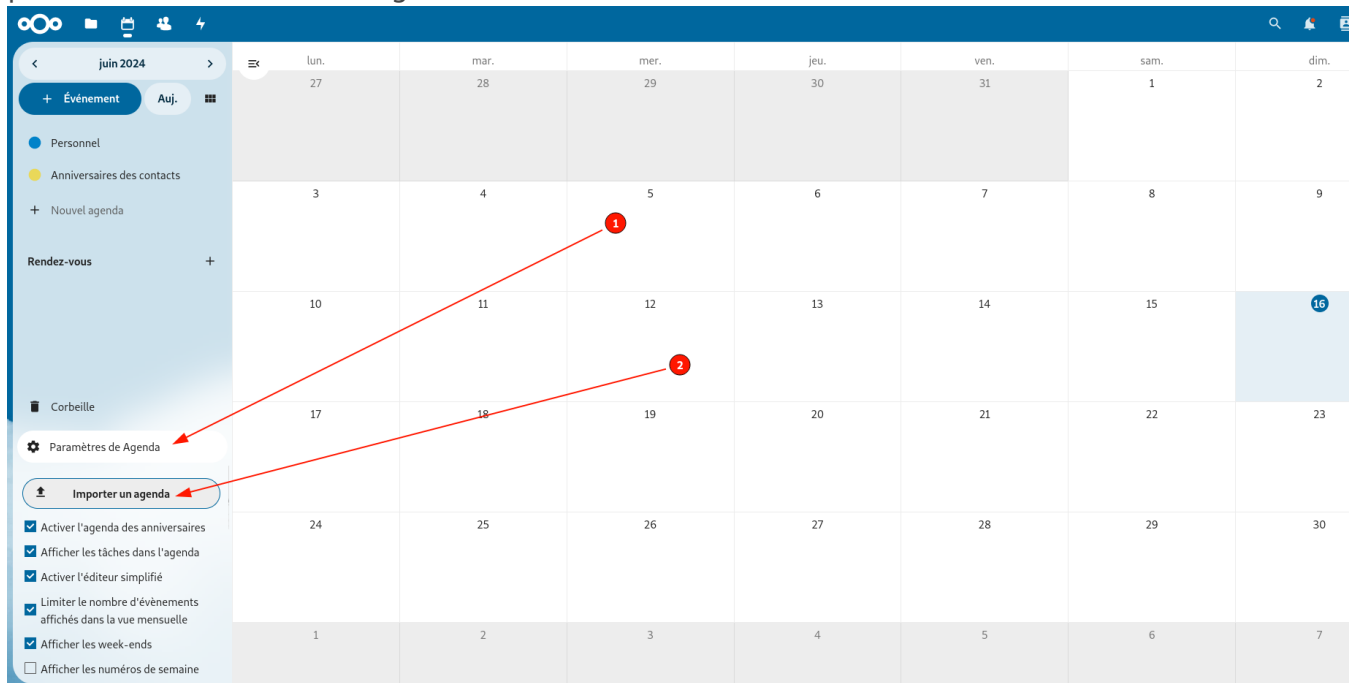 juin 2024
+ Événement Auj.
Personnel
Anniversaires des contacts
+ Nouvel agenda
Rendez-vous +
Corbeille
Paramètres de Agenda
Importer un agenda
Activer l'agenda des anniversaires
Afficher les tâches dans l'agenda
Activer l'éditeur simplifié
Limiter le nombre d'évènements
affichés dans la vue mensuelle
Afficher les week-ends
Afficher les numéros de semaine
lun. mar. mer. jeu. ven. sam. dim.
27 28 29 30 31 1 2
3 4 5 6 7 8 9
1
10 11 12 13 14 15 16
2
17 18 19 20 21 22 23
24 25 26 27 28 29 30
1 2 3 4 5 6 7